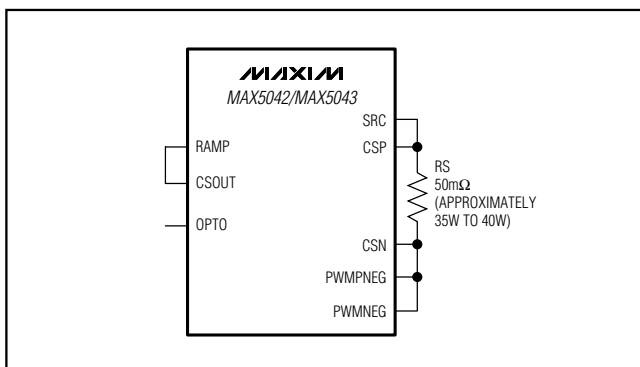 MAXIM
MAX5042/MAX5043
SRC
RAMP
CSP
CSOUT
RS
50mΩ
(APPROXIMATELY
35W TO 40W)
OPTO
CSN
PWMPNEG
PWMNEG